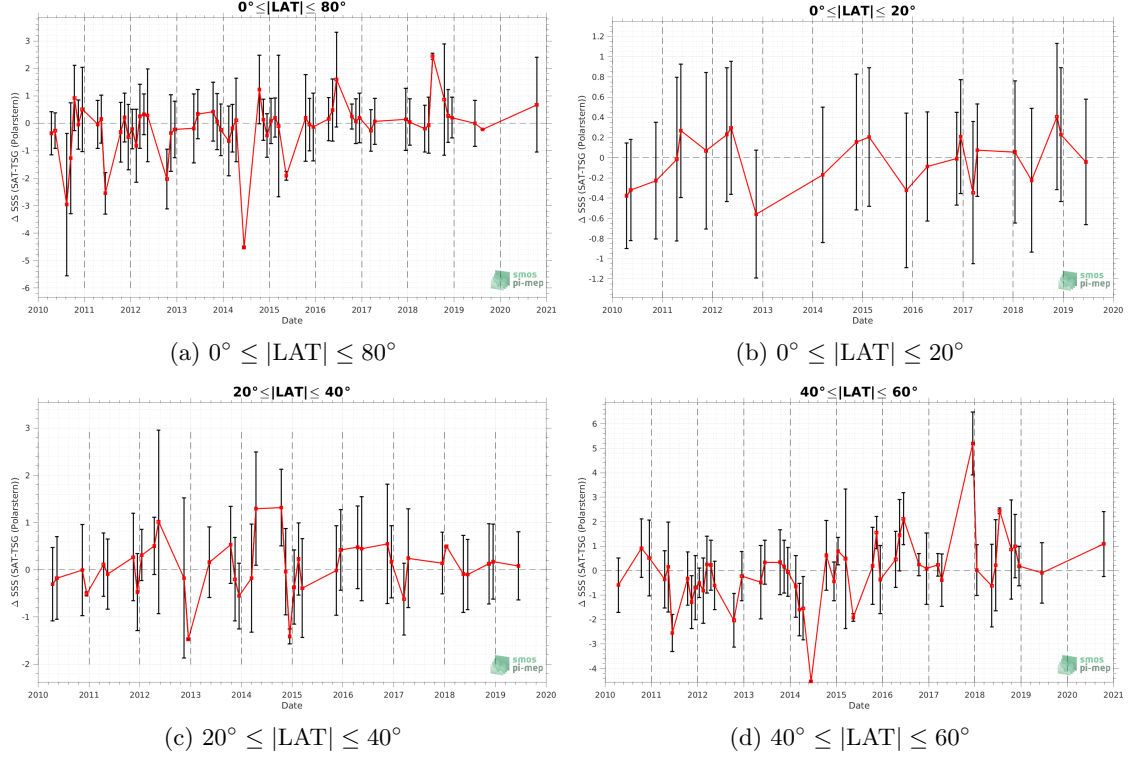 0°≤|LAT|≤ 80°
Δ SSS (SAT-TSG (Polarstern))
3
2
1
0
-1
-2
-3
-4
-5
-6
2010 2011 2012 2013 2014 2015 2016 2017 2018 2019 2020 2021
Date
smos
pi-mep
(a) 0° ≤ |LAT| ≤ 80°
0°≤|LAT|≤ 20°
Δ SSS (SAT-TSG (Polarstern))
1.2
1
0.8
0.6
0.4
0.2
0
-0.2
-0.4
-0.6
-0.8
-1
-1.2
2010 2011 2012 2013 2014 2015 2016 2017 2018 2019 2020
Date
smos
pi-mep
(b) 0° ≤ |LAT| ≤ 20°
20°≤|LAT|≤ 40°
Δ SSS (SAT-TSG (Polarstern))
3
2
1
0
-1
-2
2010 2011 2012 2013 2014 2015 2016 2017 2018 2019 2020
Date
smos
pi-mep
(c) 20° ≤ |LAT| ≤ 40°
40°≤|LAT|≤ 60°
Δ SSS (SAT-TSG (Polarstern))
6
5
4
3
2
1
0
-1
-2
-3
-4
2010 2011 2012 2013 2014 2015 2016 2017 2018 2019 2020 2021
Date
smos
pi-mep
(d) 40° ≤ |LAT| ≤ 60°